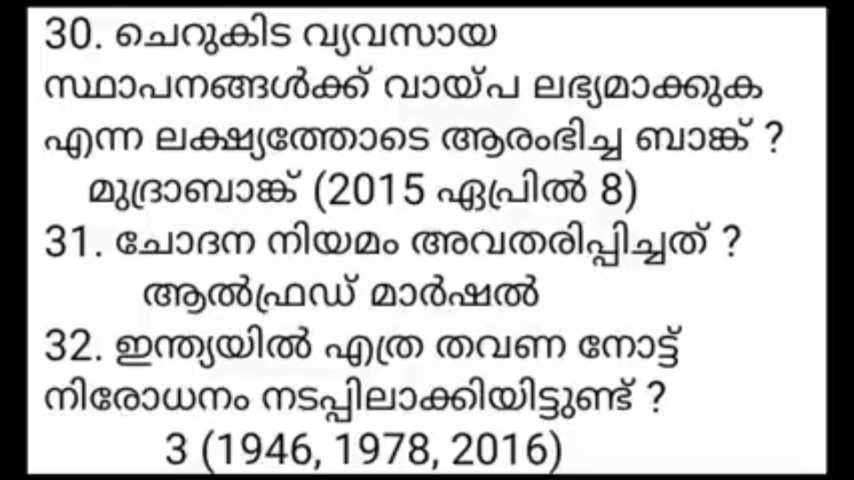 30. ചെറുകിട വ്യവസായ
സ്ഥാപനങ്ങൾക്ക് വായ്പ ലഭ്യമാക്കുക
എന്ന ലക്ഷ്യത്തോടെ ആരംഭിച്ച ബാങ്ക് ?
മുദ്രാബാങ്ക് (2015 ഏപ്രിൽ 8)
31. ചോദന നിയമം അവതരിപ്പിച്ചത് ?
ആൽഫ്രഡ് മാർഷൽ
32. ഇന്ത്യയിൽ എത്ര തവണ നോട്ട്
നിരോധനം നടപ്പിലാക്കിയിട്ടുണ്ട് ?
3 (1946, 1978, 2016)